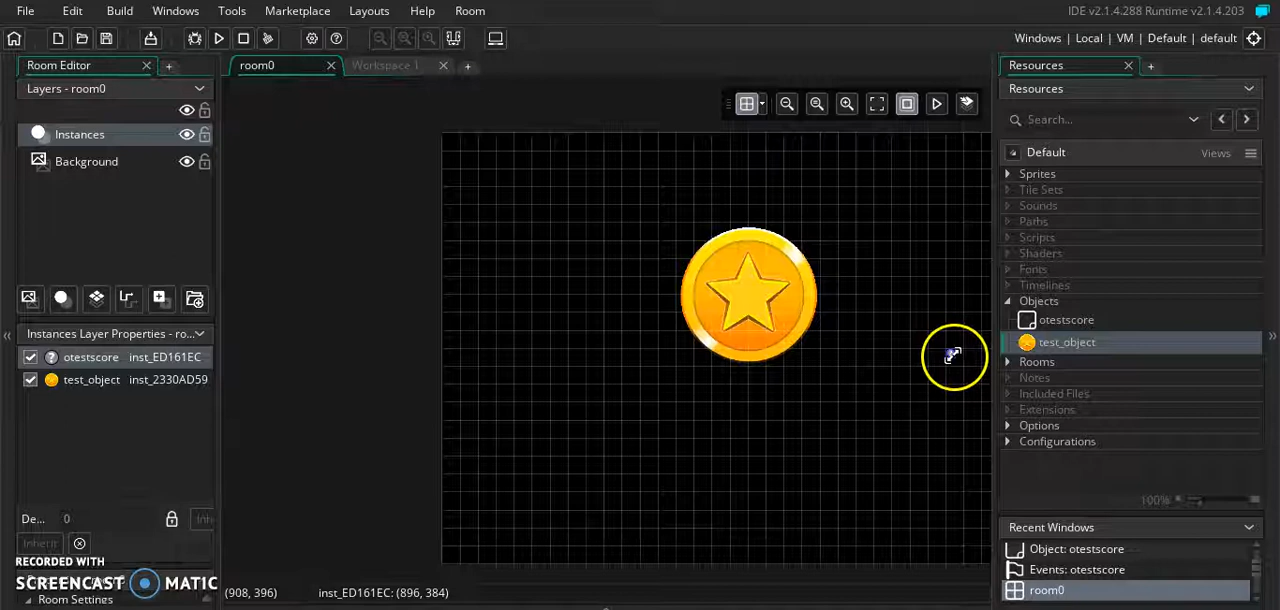 File Edit Build Windows Tools Marketplace Layouts Help Room IDE v2.1.4.288 Runtime v2.1.4.203
Windows | Local | VM | Default | default
Room Editor room0 Workspace 1 Resources
Layers - room0 Resources
Search...
Instances
Default Views
Background
Sprites
Tile Sets
Sounds
Paths
Scripts
Shaders
Fonts
Timelines
Objects
otestscore
test_object
Instances Layer Properties - ro...
otestscore inst_ED161EC
test_object inst_2330AD59
Rooms
Notes
Included Files
Extensions
Options
Configurations
100%
De... 0 Inh
Inherit
Recent Windows
Object: otestscore
Events: otestscore
room0
RECORDED WITH
SCREENCAST MATIC
Room Settings
(908, 396) inst_ED161EC: (896, 384)